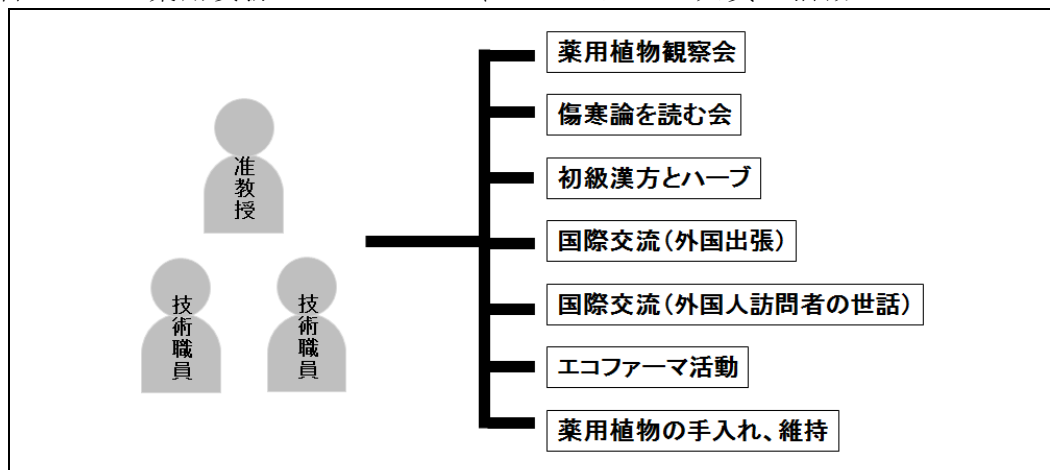 准教授
技術職員
技術職員
薬用植物観察会
傷寒論を読む会
初級漢方とハーブ
国際交流(外国出張)
国際交流(外国人訪問者の世話)
エコファーマ活動
薬用植物の手入れ、維持